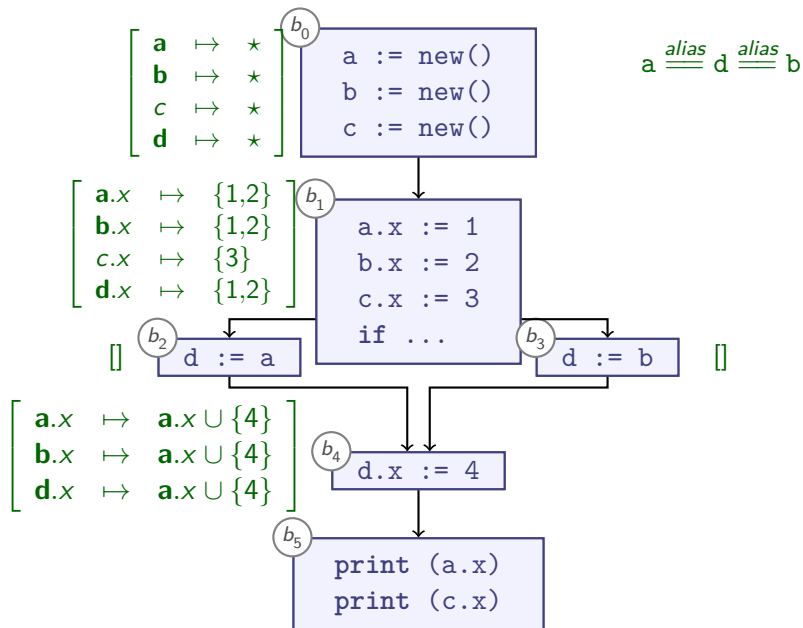 b0
a := new()
b := new()
c := new()
a ↦ ⋆
b ↦ ⋆
c ↦ ⋆
d ↦ ⋆
a alias d alias b
b1
a.x := 1
b.x := 2
c.x := 3
if ...
a.x ↦ {1,2}
b.x ↦ {1,2}
c.x ↦ {3}
d.x ↦ {1,2}
[]
b2
d := a
b3
d := b
[]
a.x ↦ a.x ∪ {4}
b.x ↦ a.x ∪ {4}
d.x ↦ a.x ∪ {4}
b4
d.x := 4
b5
print (a.x)
print (c.x)